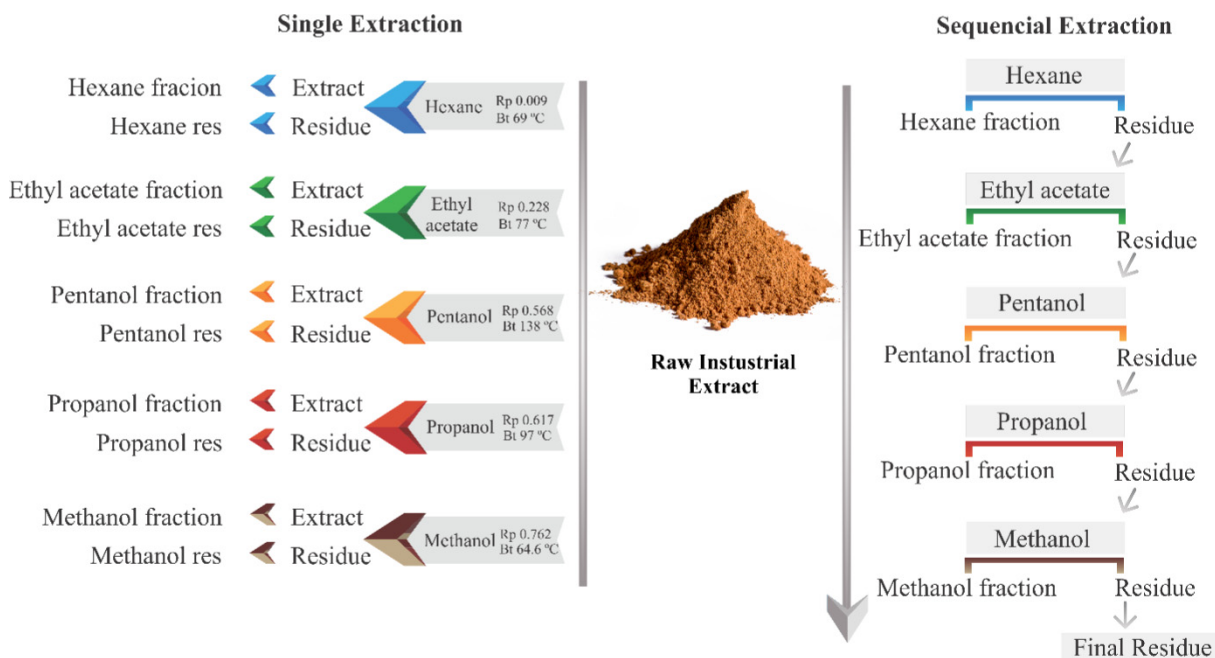 Single Extraction
Hexane fracion
Extract
Hexane res
Residue
Hexane
Rp 0.009
Bt 69 ºC
Ethyl acetate fraction
Extract
Ethyl acetate res
Residue
Ethyl
acetate
Rp 0.228
Bt 77 ºC
Pentanol fraction
Extract
Pentanol res
Residue
Pentanol
Rp 0.568
Bt 138 ºC
Propanol fraction
Extract
Propanol res
Residue
Propanol
Rp 0.617
Bt 97 ºC
Methanol fraction
Extract
Methanol res
Residue
Methanol
Rp 0.762
Bt 64.6 ºC
Raw Instustrial
Extract
Sequencial Extraction
Hexane
Hexane fraction
Residue
Ethyl acetate
Ethyl acetate fraction
Residue
Pentanol
Pentanol fraction
Residue
Propanol
Propanol fraction
Residue
Methanol
Methanol fraction
Residue
Final Residue